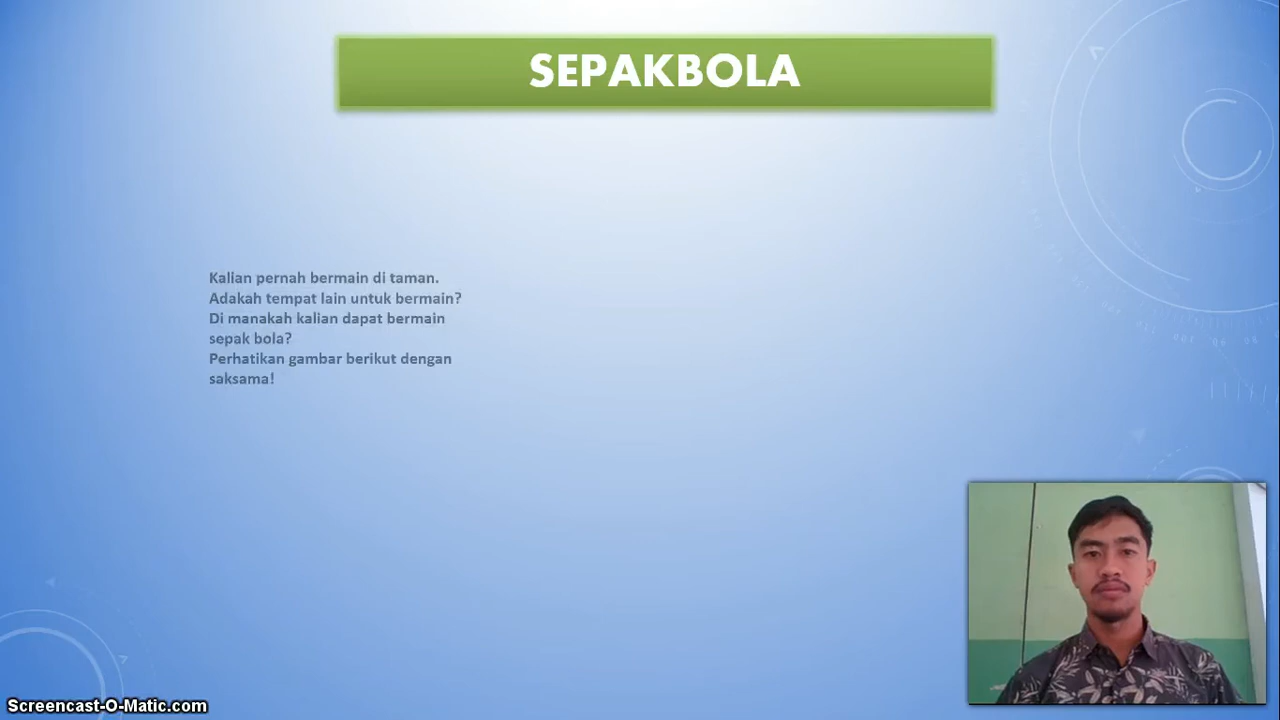 SEPAKBOLA
Kalian pernah bermain di taman.
Adakah tempat lain untuk bermain?
Di manakah kalian dapat bermain
sepak bola?
Perhatikan gambar berikut dengan
saksama!
Screencast-O-Matic.com